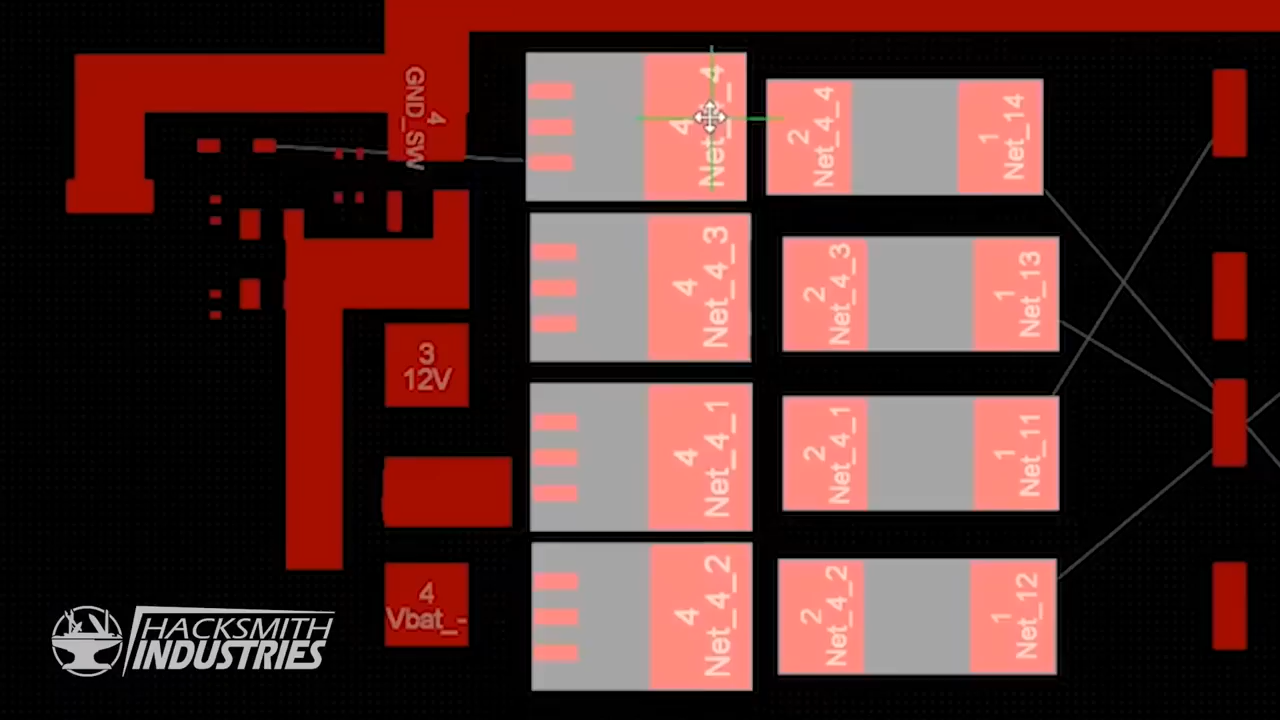 4
GND_SW
4
Net_4_4
2
Net_4_4
1
Net_14
4
Net_4_3
2
Net_4_3
1
Net_13
3
12V
4
Net_4_1
2
Net_4_1
1
Net_11
4
Vbat_-
4
Net_4_2
2
Net_4_2
1
Net_12
HACKSMITH
INDUSTRIES